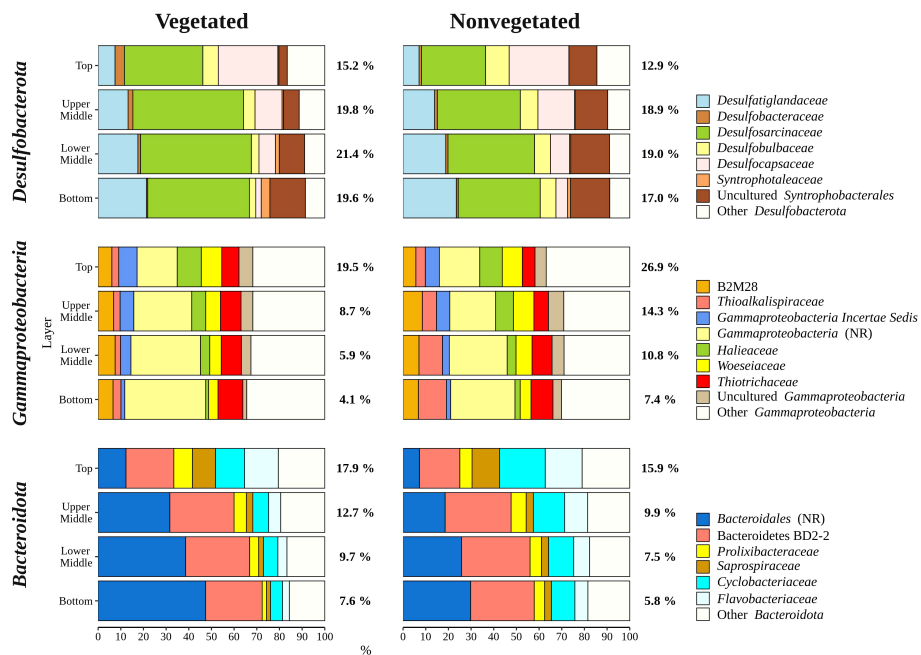 Vegetated
Nonvegetated
Desulfobacterota
Top
15.2 %
12.9 %
Upper
Middle
19.8 %
18.9 %
Lower
Middle
21.4 %
19.0 %
Bottom
19.6 %
17.0 %
Desulfatiglandaceae
Desulfobacteraceae
Desulfosarcinaceae
Desulfobulbaceae
Desulfocapsaceae
Syntrophotaleaceae
Uncultured Syntrophobacterales
Other Desulfobacterota
Layer
Gammaproteobacteria
Top
19.5 %
26.9 %
Upper
Middle
8.7 %
14.3 %
Lower
Middle
5.9 %
10.8 %
Bottom
4.1 %
7.4 %
B2M28
Thioalkalispiraceae
Gammaproteobacteria Incertae Sedis
Gammaproteobacteria (NR)
Halieaceae
Woeseiaceae
Thiotrichaceae
Uncultured Gammaproteobacteria
Other Gammaproteobacteria
Bacteroidota
Top
17.9 %
15.9 %
Upper
Middle
12.7 %
9.9 %
Lower
Middle
9.7 %
7.5 %
Bottom
7.6 %
5.8 %
Bacteroidales (NR)
Bacteroidetes BD2-2
Prolixibacteraceae
Saprospiraceae
Cyclobacteriaceae
Flavobacteriaceae
Other Bacteroidota
0 10 20 30 40 50 60 70 80 90 100
0 10 20 30 40 50 60 70 80 90 100
%